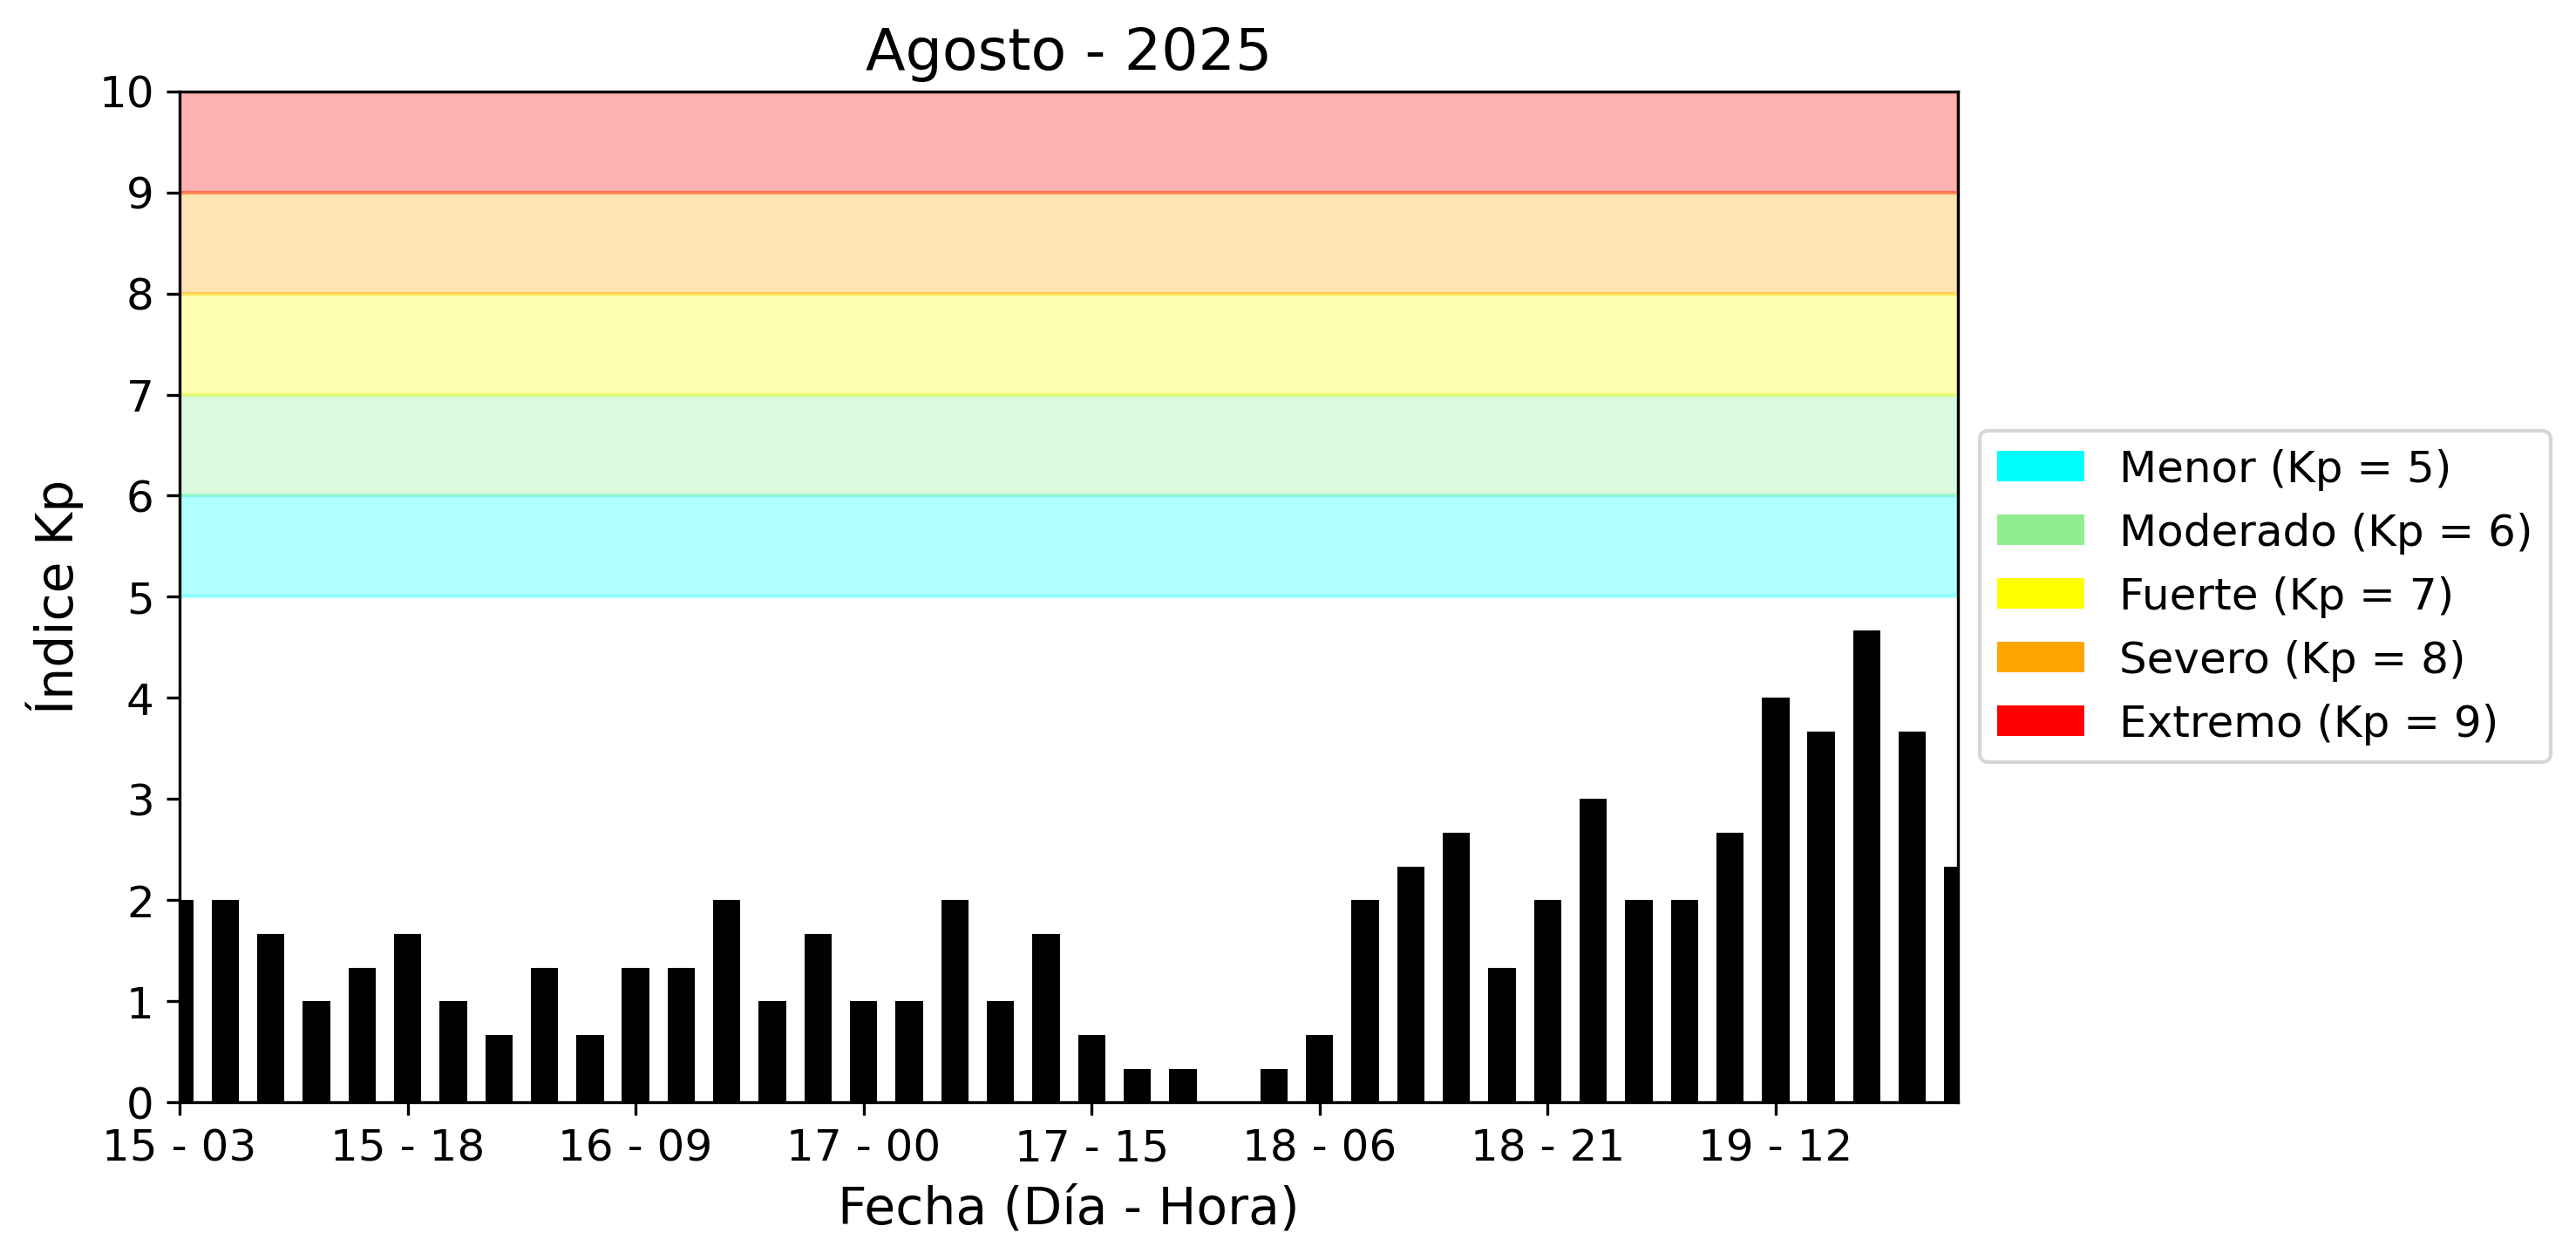 Agosto - 2025
10
9
8
7
6
5
4
3
2
1
0
Índice Kp
15 - 03
15 - 18
16 - 09
17 - 00
17 - 15
18 - 06
18 - 21
19 - 12
Fecha (Día - Hora)
Menor (Kp = 5)
Moderado (Kp = 6)
Fuerte (Kp = 7)
Severo (Kp = 8)
Extremo (Kp = 9)